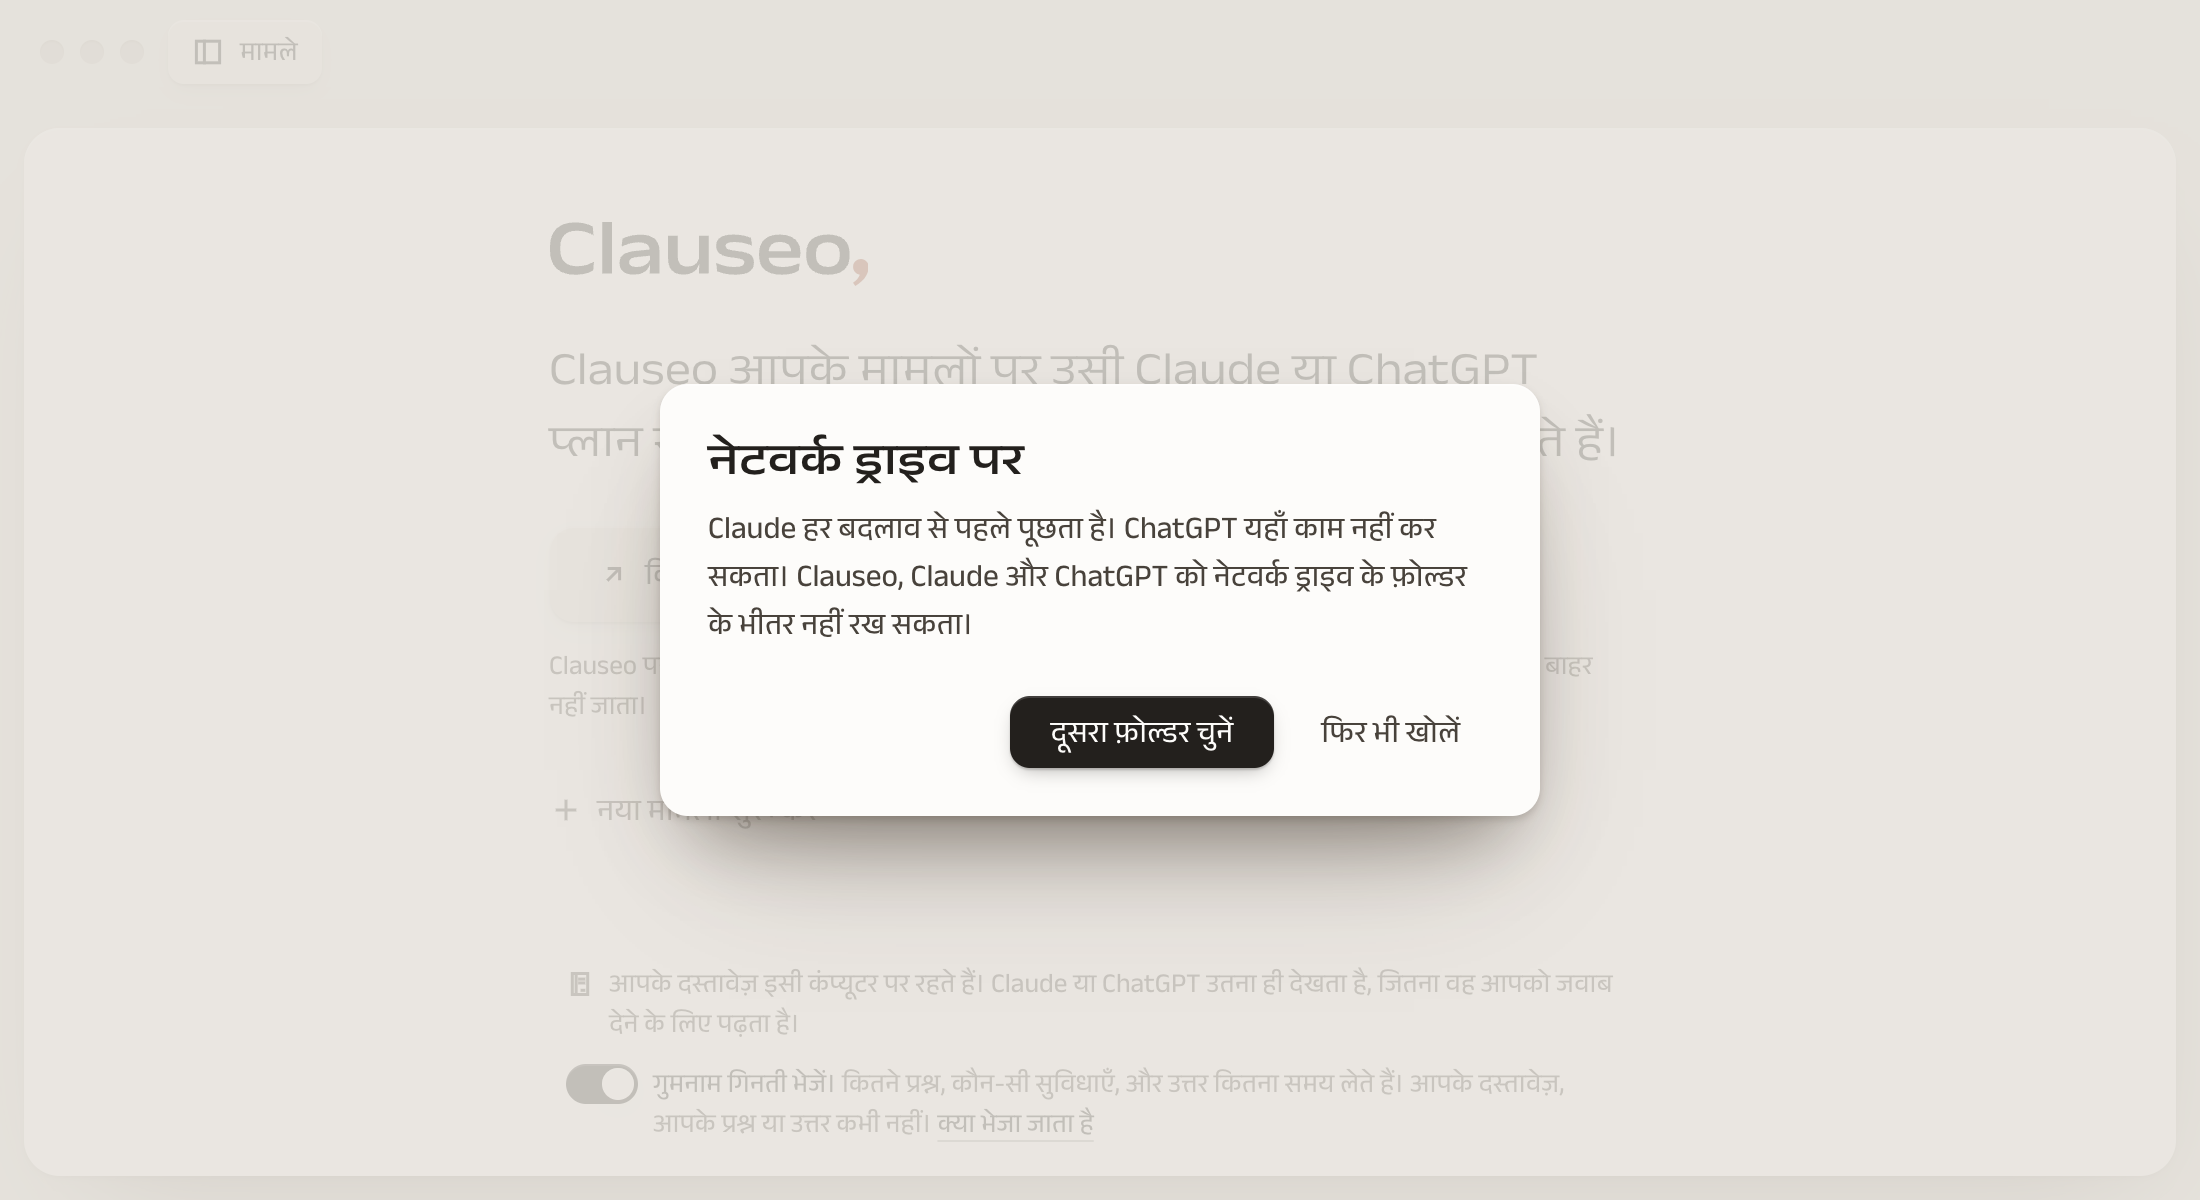 मामले
Clauseo,
Clauseo आपके मामलों पर उसी Claude या ChatGPT
प्लान
ते हैं।
नेटवर्क ड्राइव पर
Claude हर बदलाव से पहले पूछता है। ChatGPT यहाँ काम नहीं कर
सकता। Clauseo, Claude और ChatGPT को नेटवर्क ड्राइव के फ़ोल्डर
के भीतर नहीं रख सकता।
दूसरा फ़ोल्डर चुनें
फिर भी खोलें
Clauseo
बाहर
नहीं जाता।
नया
आपके दस्तावेज़ इसी कंप्यूटर पर रहते हैं। Claude या ChatGPT उतना ही देखता है, जितना वह आपको जवाब
देने के लिए पढ़ता है।
गुमनाम गिनती भेजें। कितने प्रश्न, कौन-सी सुविधाएँ, और उत्तर कितना समय लेते हैं। आपके दस्तावेज़,
आपके प्रश्न या उत्तर कभी नहीं। क्या भेजा जाता है